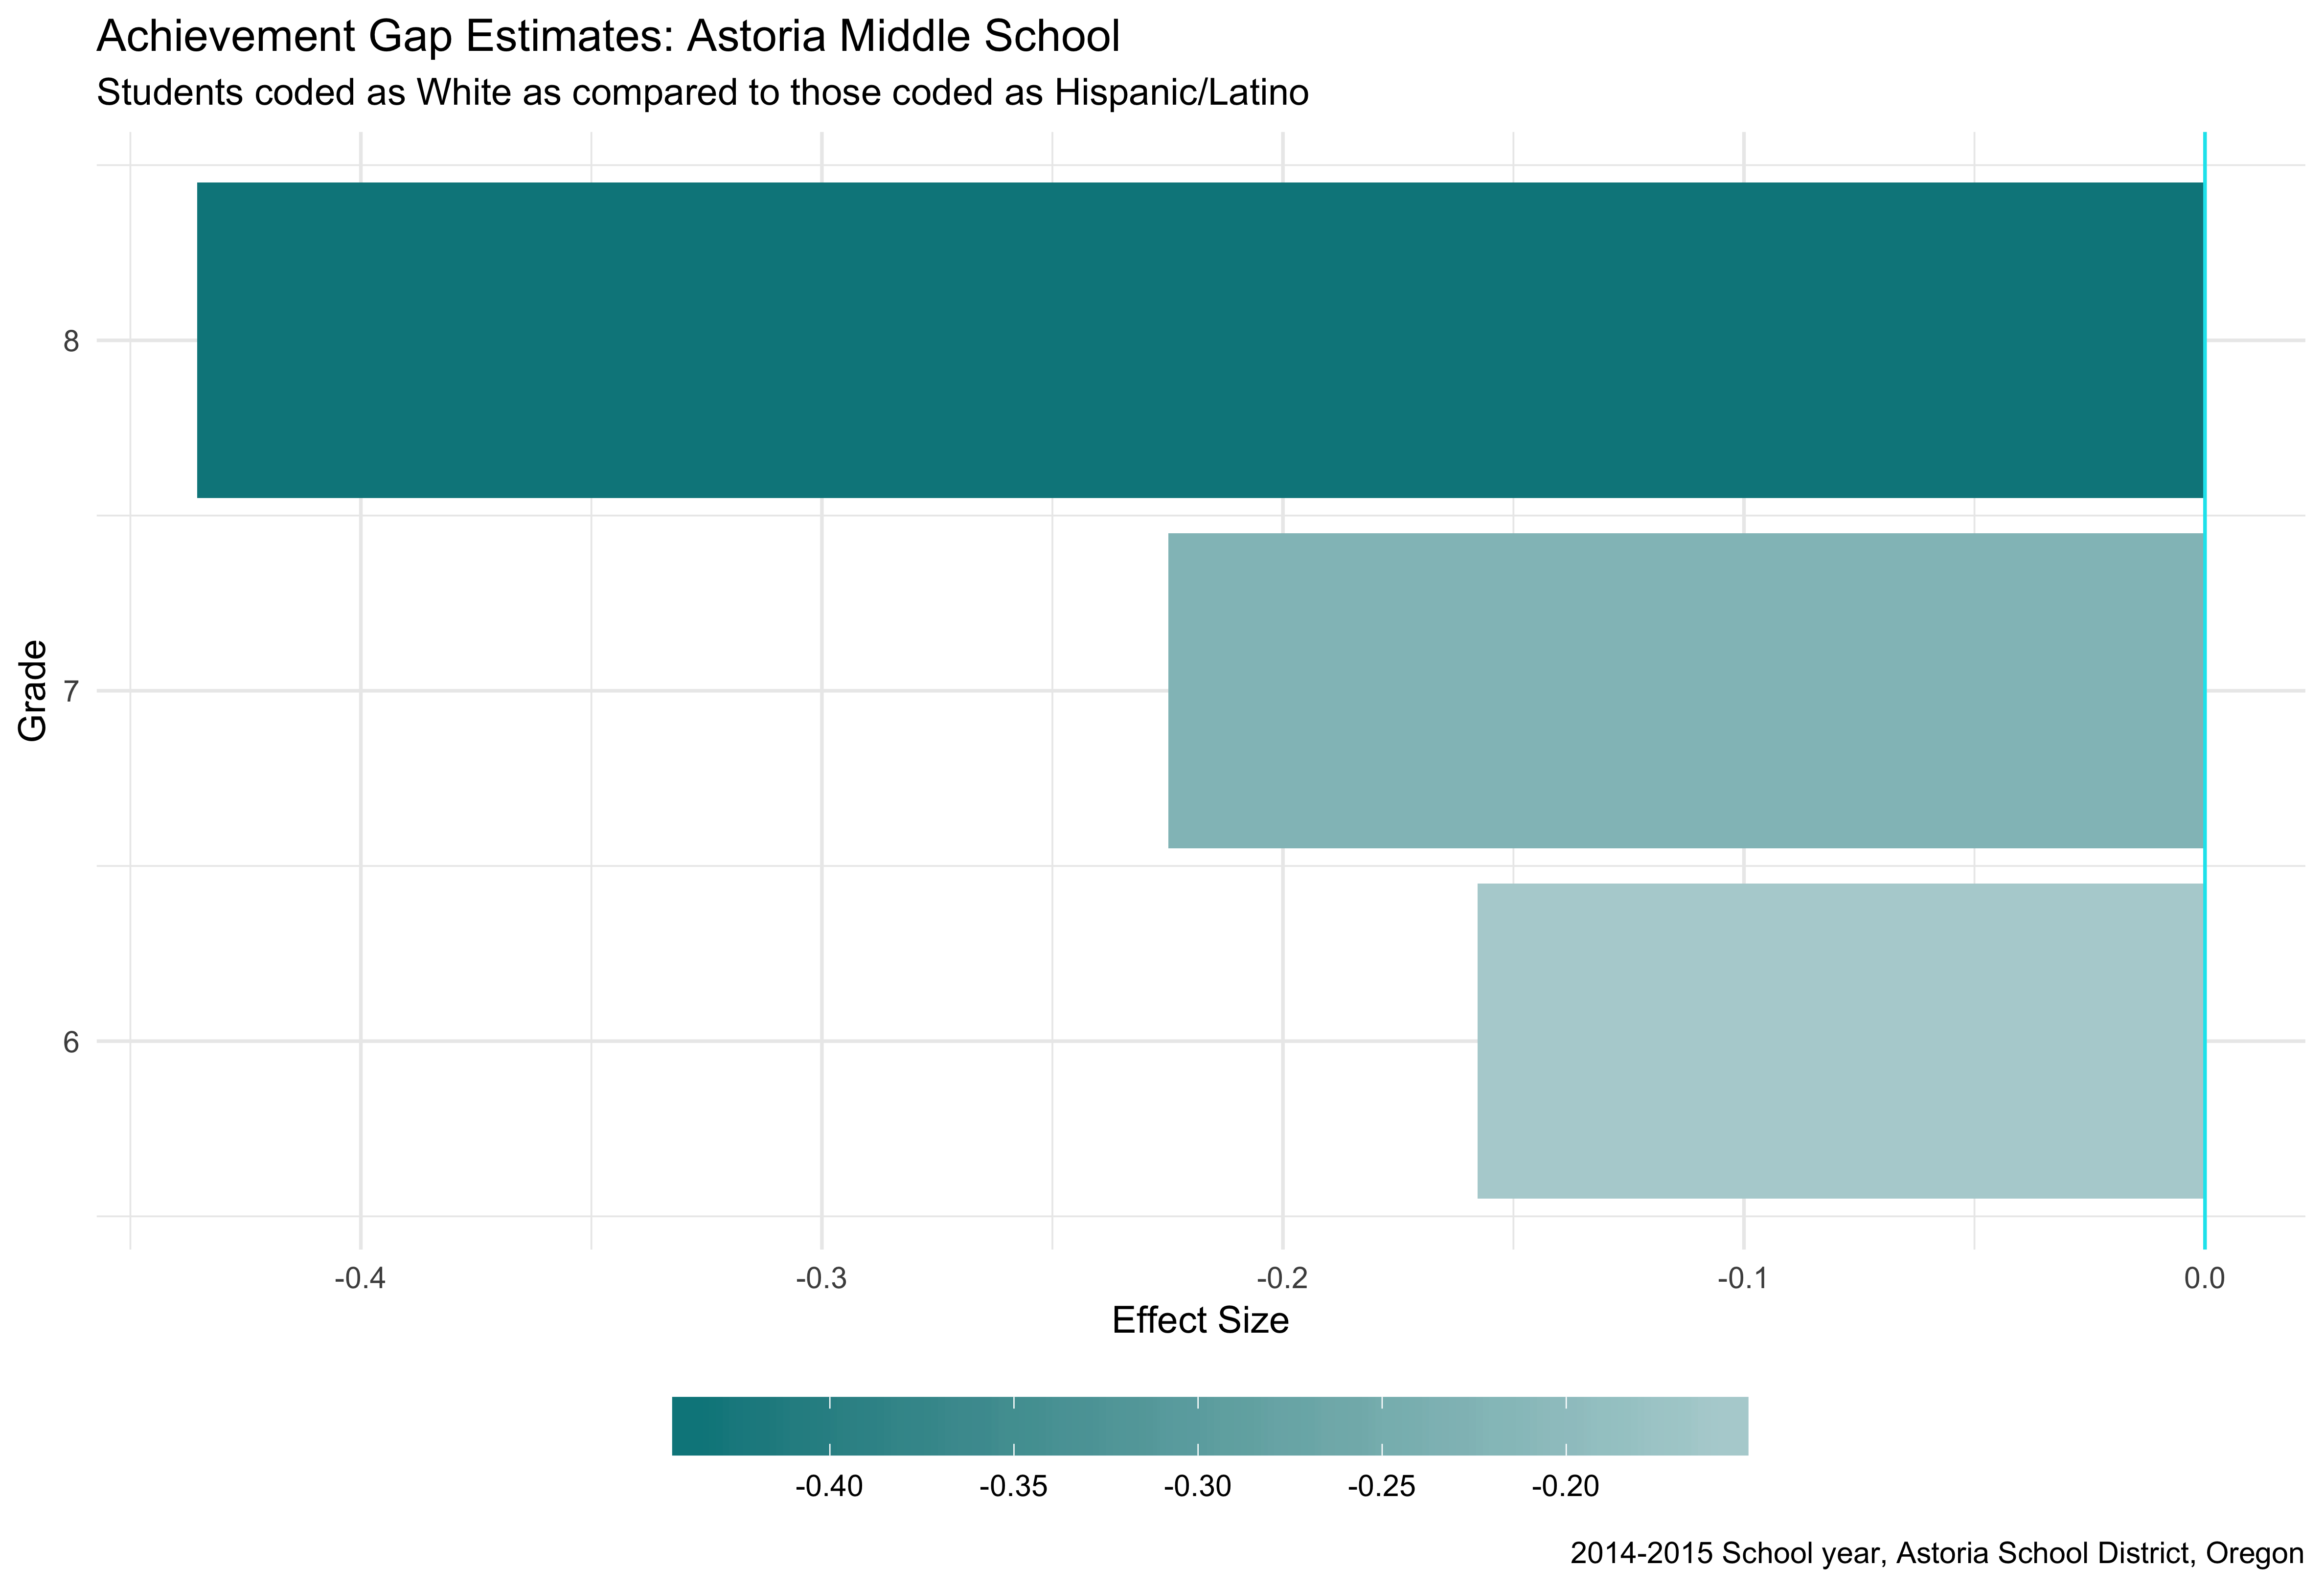 Achievement Gap Estimates: Astoria Middle School
Students coded as White as compared to those coded as Hispanic/Latino
Grade
8
7
6
-0.4 -0.3 -0.2 -0.1 0.0
Effect Size
-0.40 -0.35 -0.30 -0.25 -0.20
2014-2015 School year, Astoria School District, Oregon